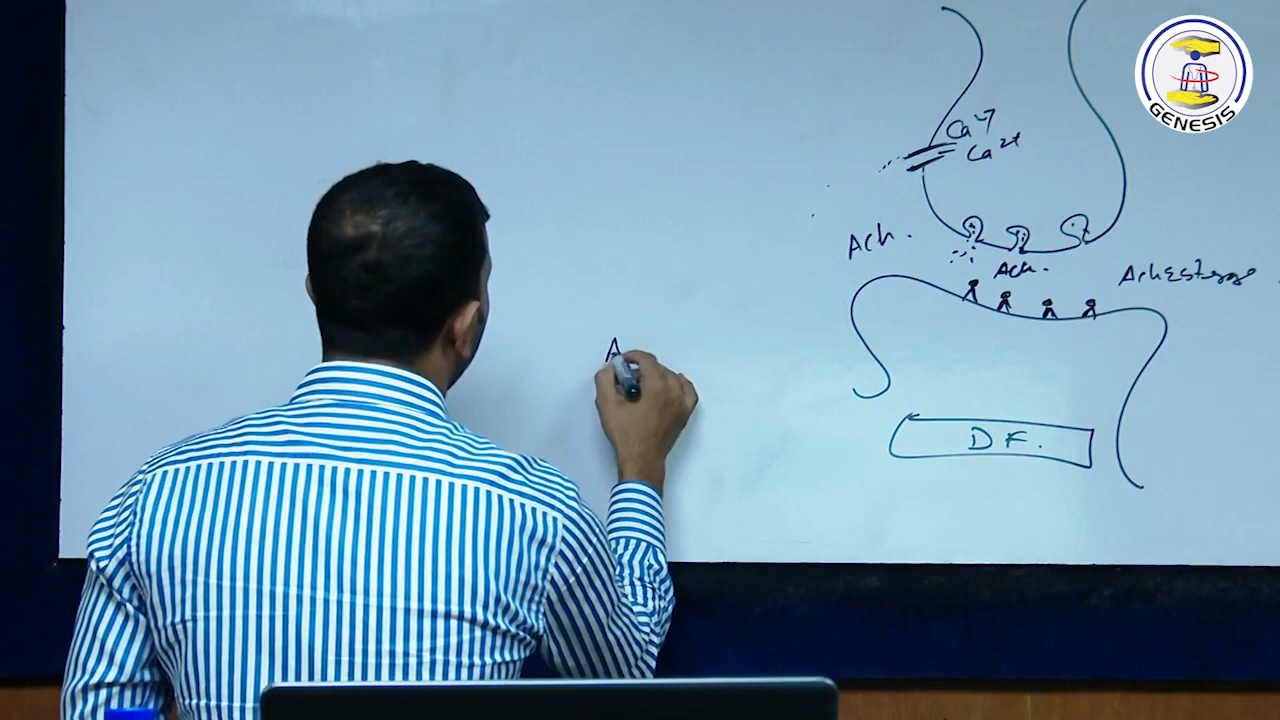 GENESIS
Ca
Ca2+
Ach.
Ach.
A
D F.